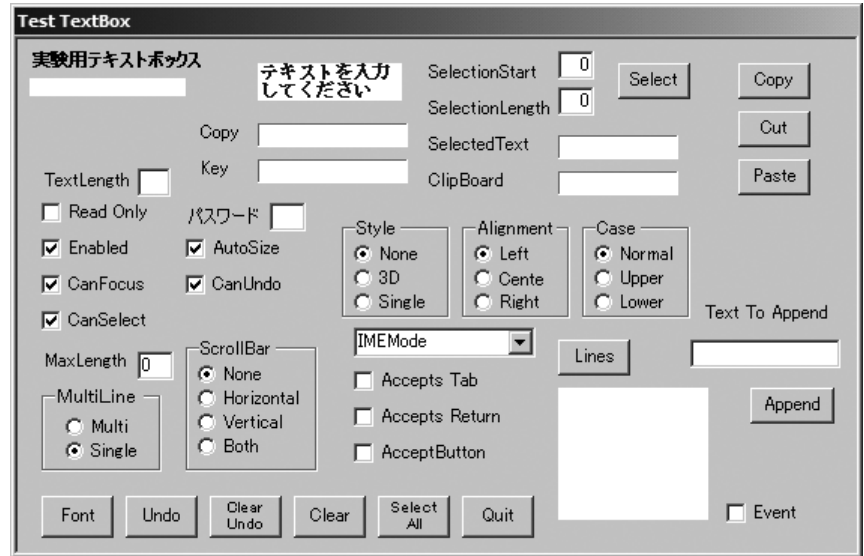 Test TextBox
実験用テキストボックス
テキストを入力
してください
SelectionStart
0
Select
Copy
SelectionLength
0
Cut
Copy
SelectedText
Key
ClipBoard
Paste
TextLength
Read Only
パスワード
Enabled
AutoSize
CanFocus
CanUndo
CanSelect
Style
None
3D
Single
Alignment
Left
Cente
Right
Case
Normal
Upper
Lower
Text To Append
MaxLength
0
MultiLine
Multi
Single
ScrollBar
None
Horizontal
Vertical
Both
IMEMode
Accepts Tab
Accepts Return
AcceptButton
Lines
Append
Font
Undo
Clear
Undo
Clear
Select
All
Quit
Event